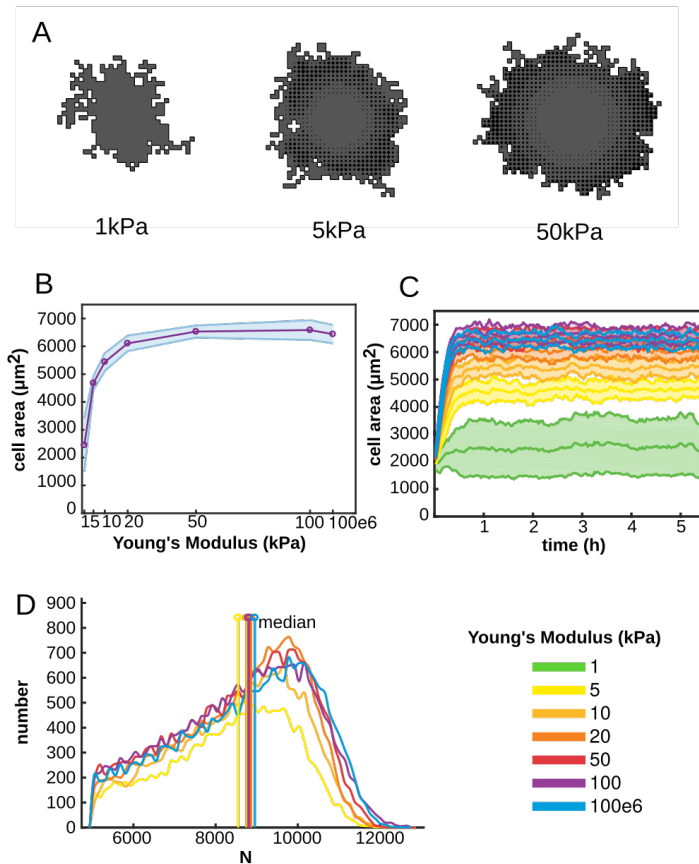 A
1kPa
5kPa
50kPa
B
cell area (µm²)
7000
6000
5000
4000
3000
2000
1000
0
1 5 10 20 50 100 100e6
Young's Modulus (kPa)
C
cell area (µm²)
7000
6000
5000
4000
3000
2000
1000
0
1 2 3 4 5
time (h)
D
number
900
800
700
600
500
400
300
200
100
0
median
6000 8000 10000 12000
N
Young's Modulus (kPa)
1
5
10
20
50
100
100e6